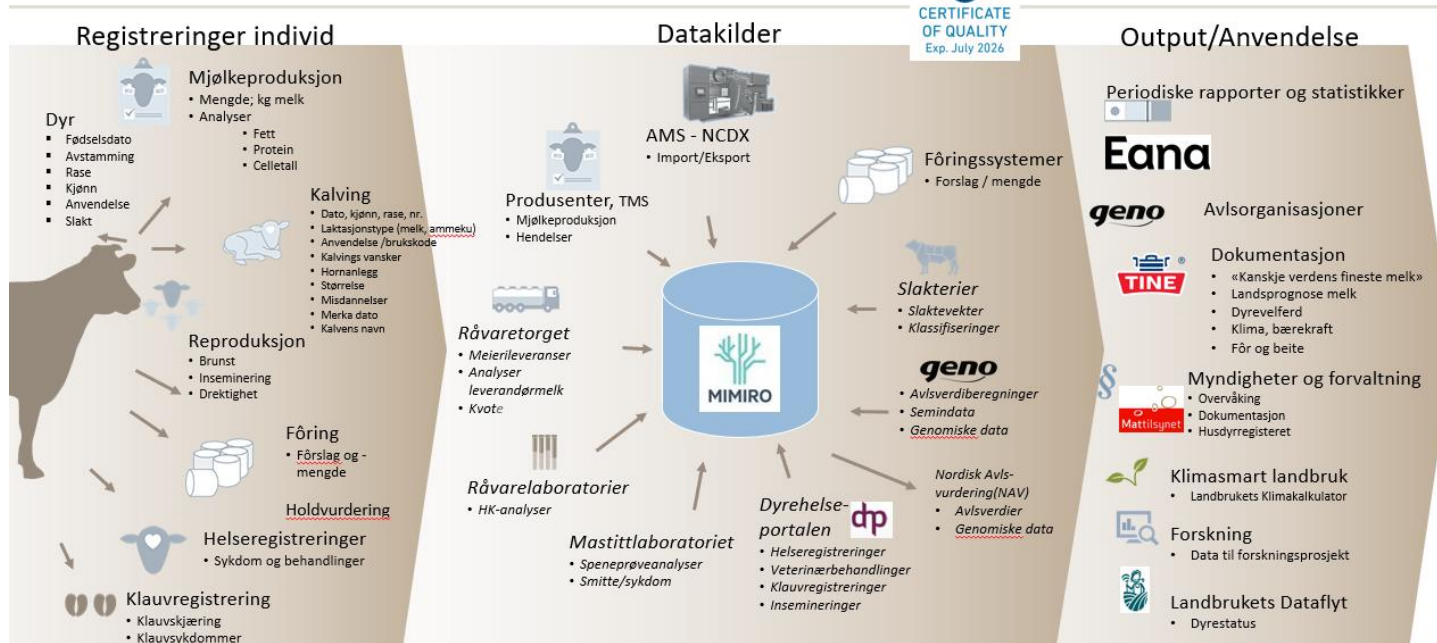 CERTIFICATE
OF QUALITY
Exp. July 2026
Registreringer individ
Mjølkeproduksjon
• Mengde; kg melk
• Analyser
• Fett
• Protein
• Celletall
Dyr
▪ Fødselsdato
▪ Avstamming
▪ Rase
▪ Kjønn
▪ Anvendelse
▪ Slakt
Kalving
• Dato, kjønn, rase, nr.
• Laktasjonstype (melk, ammeku)
• Anvendelse /brukskode
• Kalvings vansker
• Hornanlegg
• Størrelse
• Misdannelser
• Merka dato
• Kalvens navn
Reproduksjon
• Brunst
• Inseminering
• Drektighet
Fôring
• Fôrslag og -
mengde
Holdvurdering
Helseregistreringer
• Sykdom og behandlinger
Klauvregistrering
• Klauvskjæring
• Klauvsykdommer
Datakilder
AMS - NCDX
• Import/Eksport
Fôringssystemer
• Forslag / mengde
Produsenter, TMS
• Mjølkeproduksjon
• Hendelser
Slakterier
• Slaktevekter
• Klassifiseringer
Råvaretorget
• Meierileveranser
• Analyser
leverandørmelk
• Kvote
MIMIRO
geno
• Avlsverdiberegninger
• Semindata
• Genomiske data
Råvarelaboratorier
• HK-analyser
Mastittlaboratoriet
• Speneprøveanalyser
• Smitte/sykdom
Dyrehelse-
portalen
dp
• Helseregistreringer
• Veterinærbehandlinger
• Klauvregistreringer
• Insemineringer
Nordisk Avls-
vurdering(NAV)
• Avlsverdier
• Genomiske data
Output/Anvendelse
Periodiske rapporter og statistikker
Eana
geno
Avlsorganisasjoner
TINE ®
Dokumentasjon
• «Kanskje verdens fineste melk»
• Landsprognose melk
• Dyrevelferd
• Klima, bærekraft
• Fôr og beite
§
Myndigheter og forvaltning
Mattilsynet
• Overvåking
• Dokumentasjon
• Husdyrregisteret
Klimasmart landbruk
• Landbrukets Klimakalkulator
Forskning
• Data til forskningsprosjekt
Landbrukets Dataflyt
• Dyrestatus